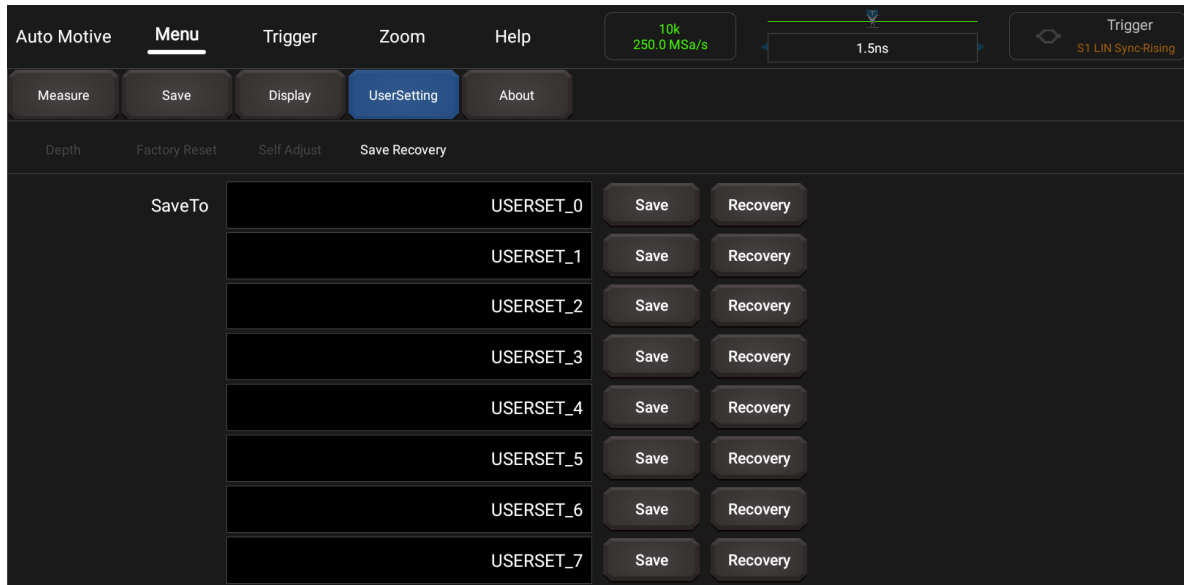 Auto Motive Menu Trigger Zoom Help 10k 250.0 MSa/s T 1.5ns Trigger S1 LIN Sync-Rising
Measure Save Display UserSetting About
Depth Factory Reset Self Adjust Save Recovery
SaveTo USERSET_0 Save Recovery
USERSET_1 Save Recovery
USERSET_2 Save Recovery
USERSET_3 Save Recovery
USERSET_4 Save Recovery
USERSET_5 Save Recovery
USERSET_6 Save Recovery
USERSET_7 Save Recovery